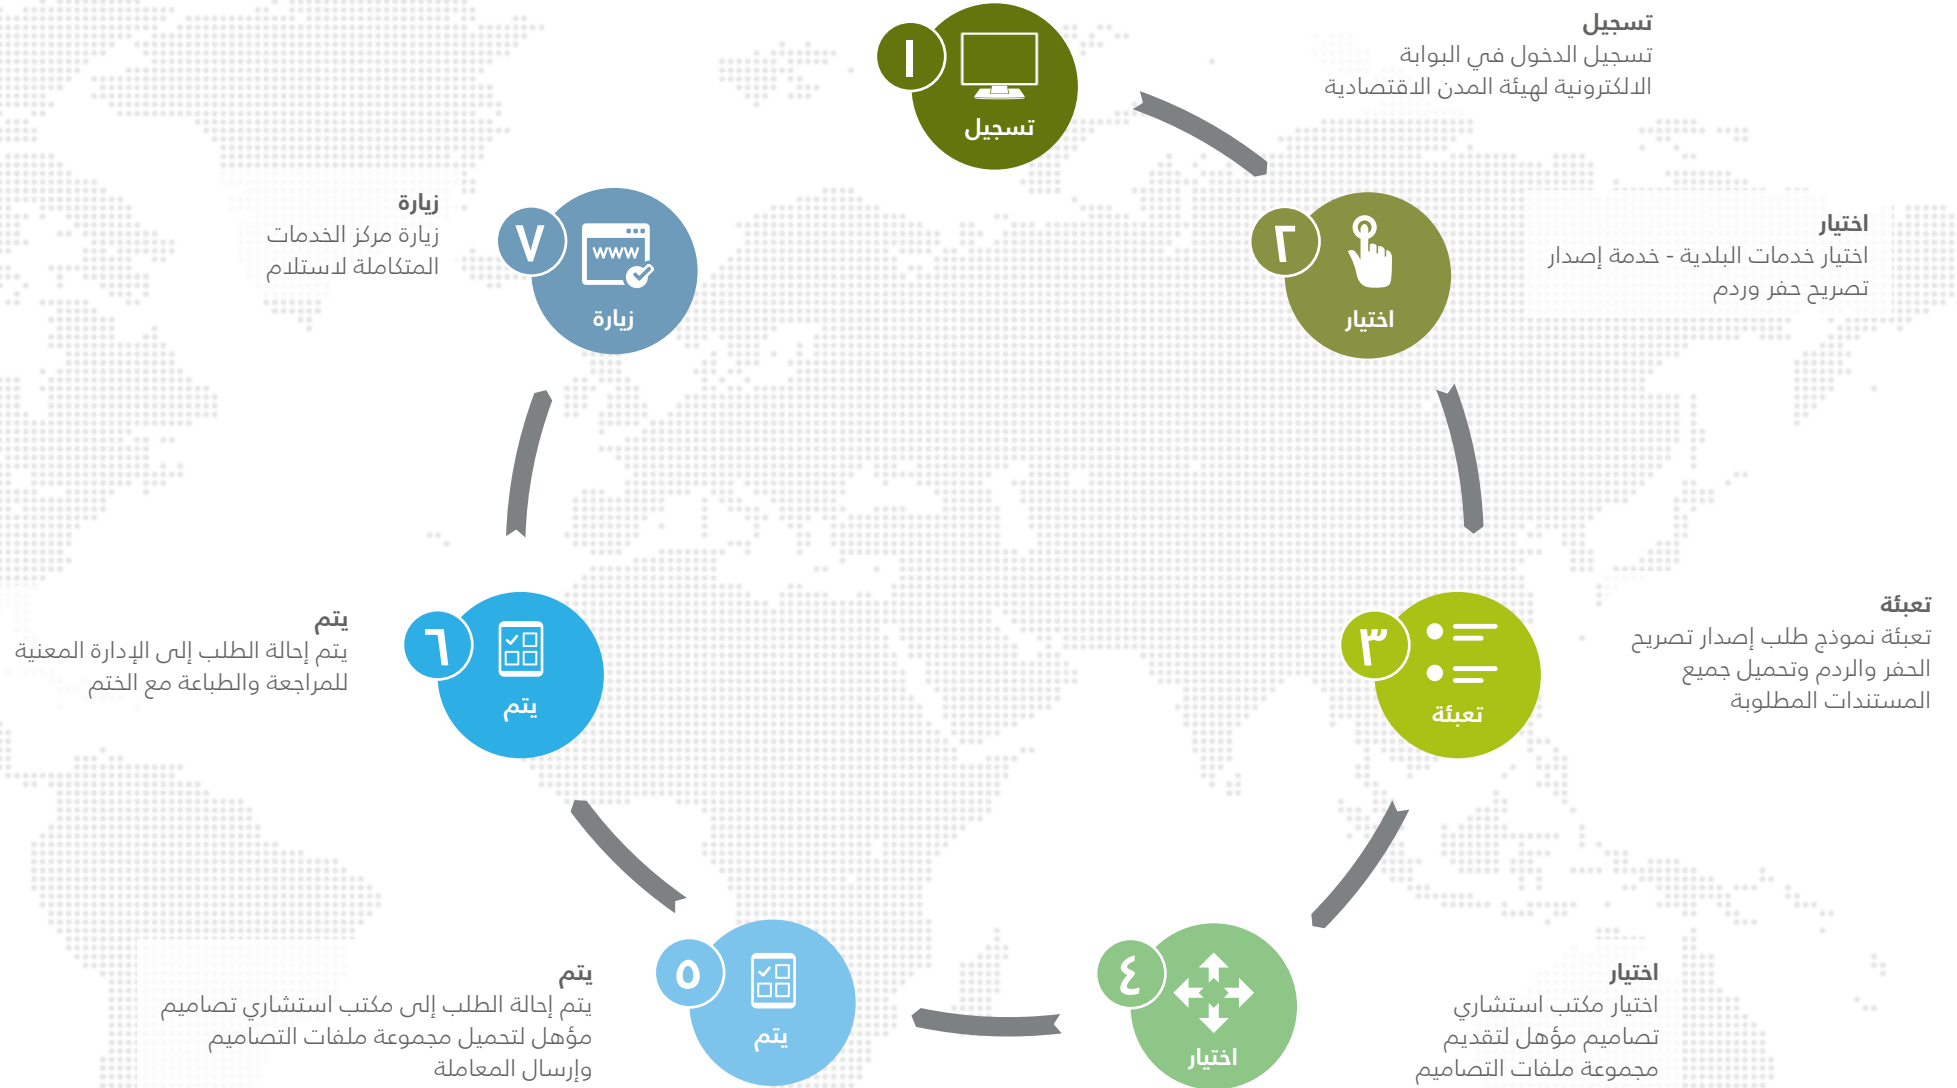 ١
تسجيل
تسجيل
تسجيل الدخول في البوابة
الالكترونية لهيئة المدن الاقتصادية
٢
اختيار
اختيار
اختيار خدمات البلدية - خدمة إصدار
تصريح حفر وردم
٣
تعبئة
تعبئة
تعبئة نموذج طلب إصدار تصريح
الحفر والردم وتحميل جميع
المستندات المطلوبة
٤
اختيار
اختيار
اختيار مكتب استشاري
تصاميم مؤهل لتقديم
مجموعة ملفات التصاميم
٥
يتم
يتم
يتم إحالة الطلب إلى مكتب استشاري تصاميم
مؤهل لتحميل مجموعة ملفات التصاميم
وإرسال المعاملة
٦
يتم
يتم
يتم إحالة الطلب إلى الإدارة المعنية
للمراجعة والطباعة مع الختم
٧
www
زيارة
زيارة
زيارة مركز الخدمات
المتكاملة لاستلام